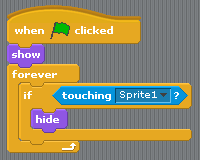 when clicked
show
forever
if touching Sprite1 ?
hide